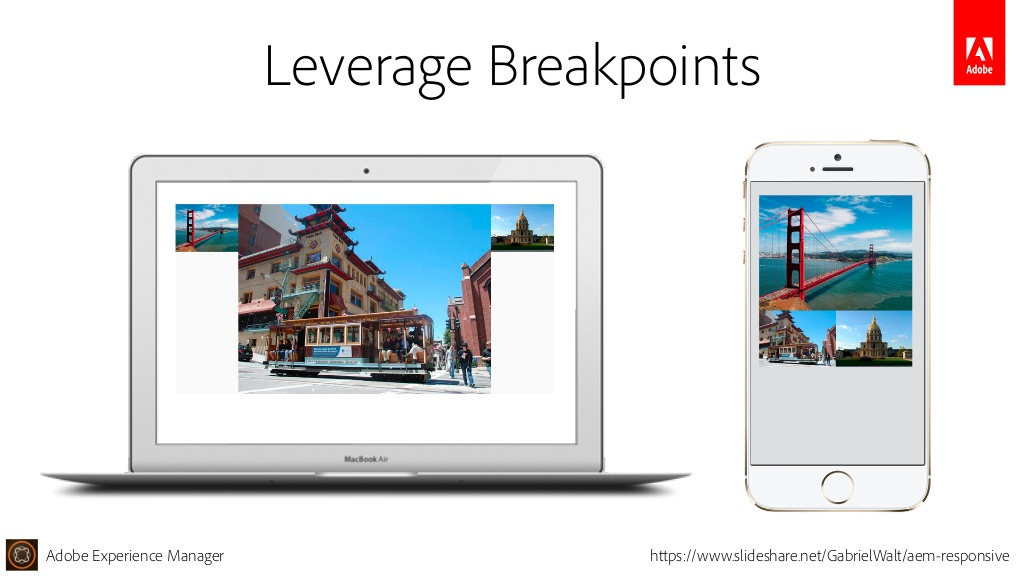 Leverage Breakpoints
Adobe
MacBook Air
Adobe Experience Manager
https://www.slideshare.net/GabrielWalt/aem-responsive